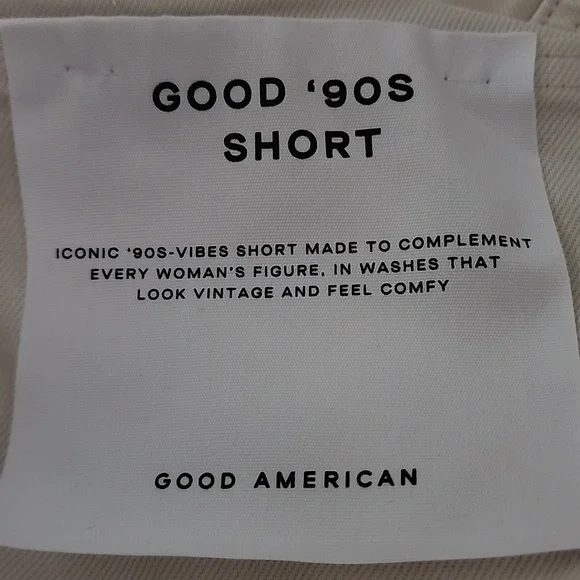 GOOD ‘90S
SHORT
ICONIC ‘90S-VIBES SHORT MADE TO COMPLEMENT
EVERY WOMAN’S FIGURE, IN WASHES THAT
LOOK VINTAGE AND FEEL COMFY
GOOD AMERICAN